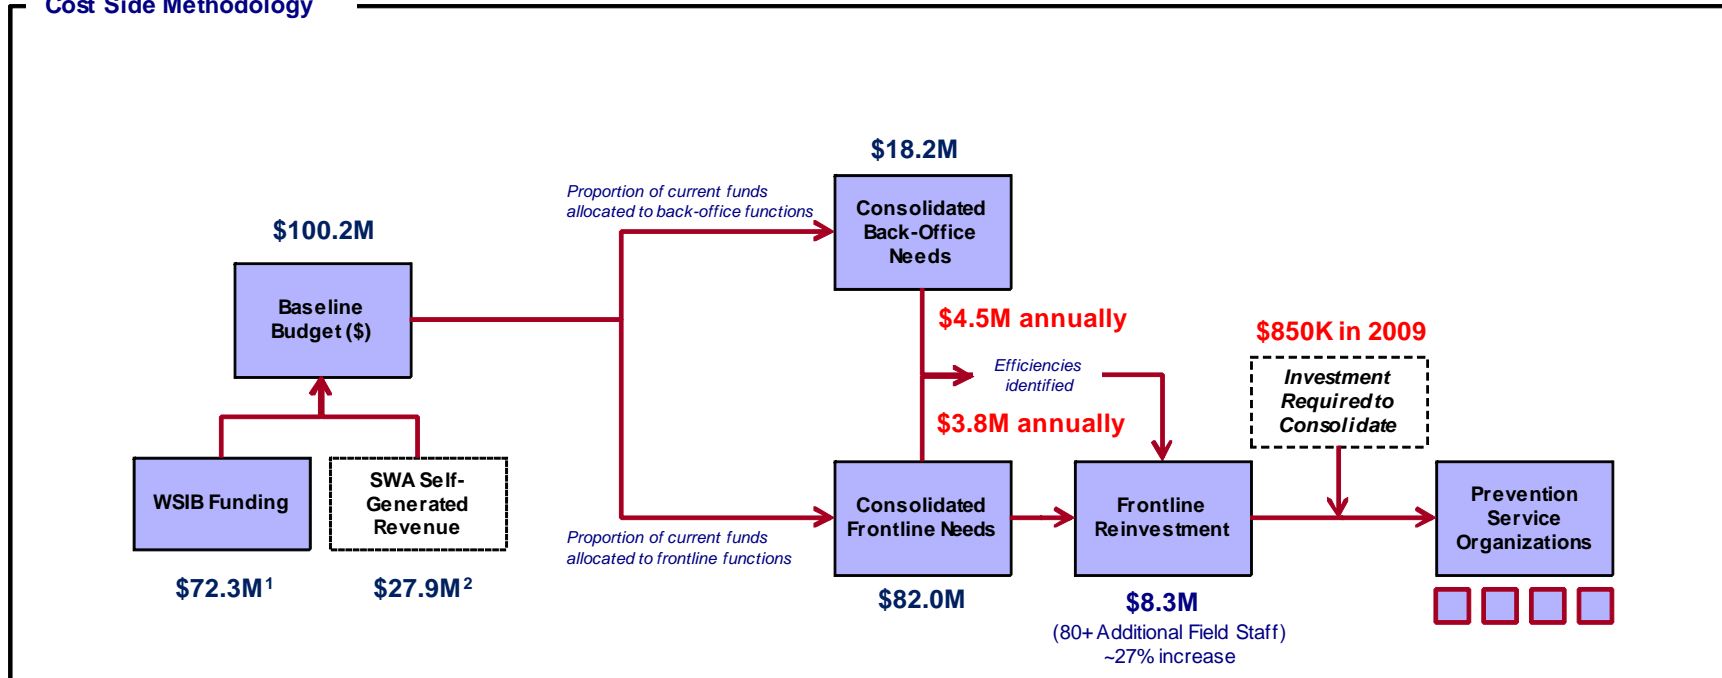 Cost Side Methodology
$18.2M
Proportion of current funds
allocated to back-office functions
Consolidated
Back-Office
Needs
$100.2M
Baseline
Budget ($)
$4.5M annually
$850K in 2009
Efficiencies
identified
Investment
Required to
Consolidate
$3.8M annually
WSIB Funding
SWA Self-
Generated
Revenue
Consolidated
Frontline Needs
Frontline
Reinvestment
Prevention
Service
Organizations
Proportion of current funds
allocated to frontline functions
$72.3M1
$27.9M2
$82.0M
$8.3M
(80+ Additional Field Staff)
~27% increase